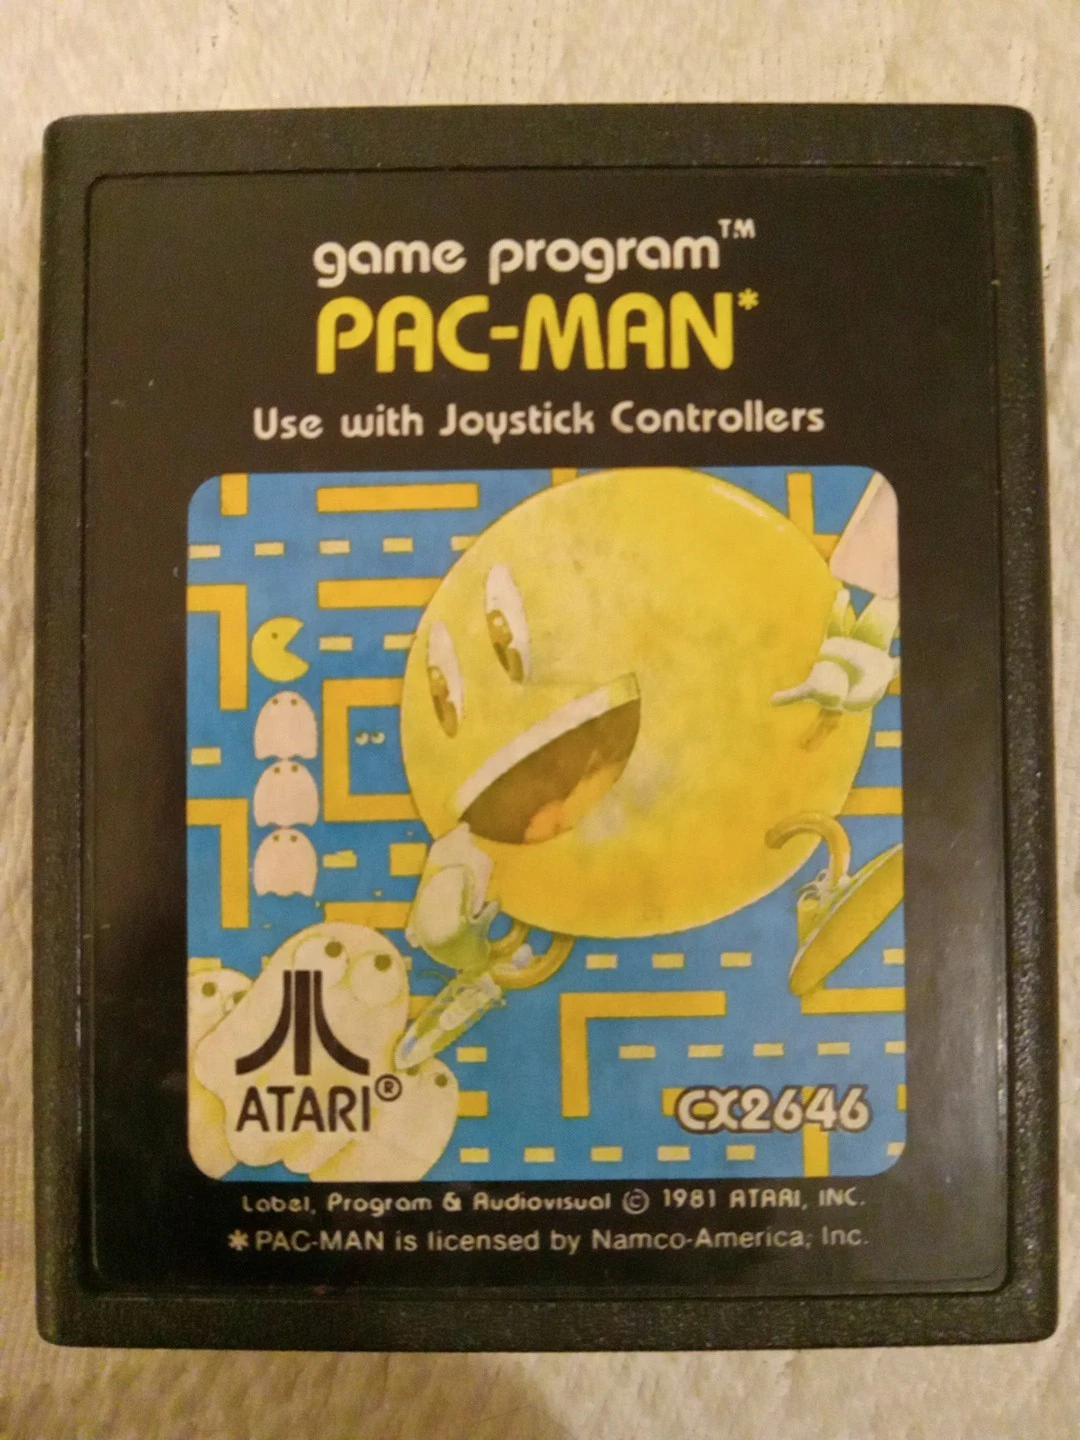 game program™
PAC-MAN*
Use with Joystick Controllers
ATARI®
CX2646
Label, Program & Audiovisual © 1981 ATARI, INC.
*PAC-MAN is licensed by Namco-America, Inc.